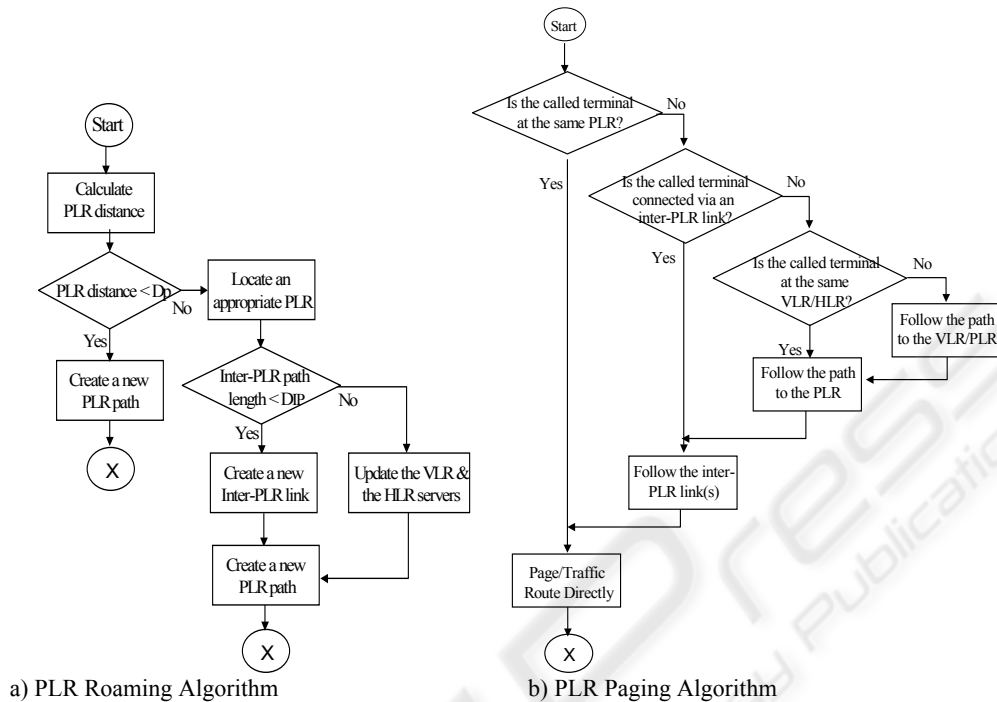 Start
Calculate
PLR distance
PLR distance < Dp
No
Yes
Locate an
appropriate PLR
Create a new
PLR path
X
Inter-PLR path
length < DIP
No
Yes
Create a new
Inter-PLR link
Update the VLR &
the HLR servers
Create a new
PLR path
X
a) PLR Roaming Algorithm
Start
Is the called terminal
at the same PLR?
No
Yes
Is the called terminal
connected via an
inter-PLR link?
No
Yes
Is the called terminal
at the same
VLR/HLR?
No
Yes
Follow the path
to the VLR/PLR
Follow the path
to the PLR
Follow the inter-
PLR link(s)
Page/Traffic
Route Directly
X
b) PLR Paging Algorithm